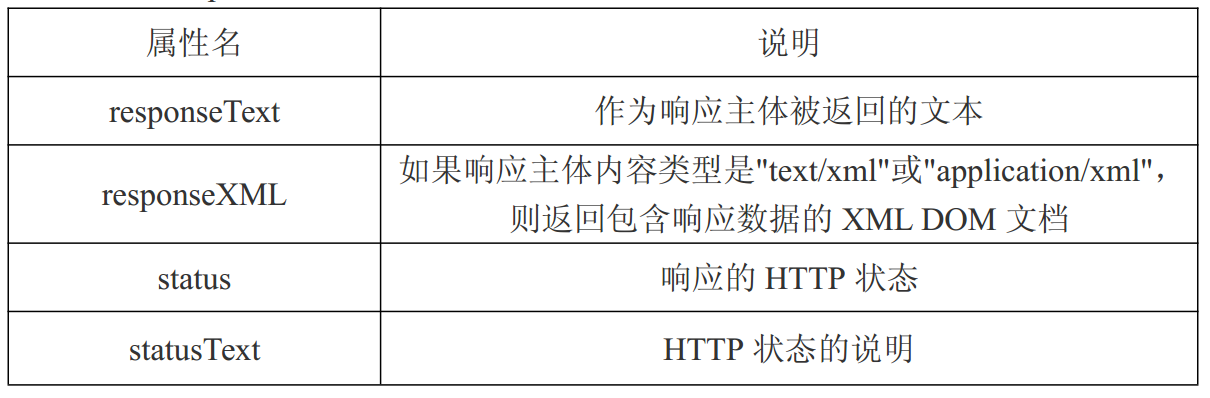 属性名 说明
responseText 作为响应主体被返回的文本
responseXML 如果响应主体内容类型是"text/xml"或"application/xml"，
则返回包含响应数据的 XML DOM 文档
status 响应的 HTTP 状态
statusText HTTP 状态的说明